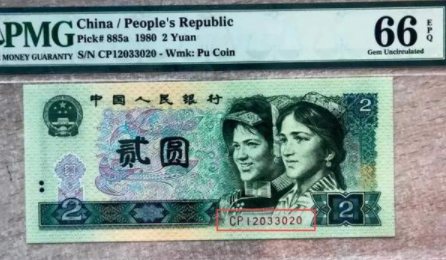 PMG
MONEY GUARANTY
China / People's Republic
Pick# 885a 1980 2 Yuan
S/N CP12033020 - Wmk: Pu Coin
66
EPQ
Gem Uncirculated
中国人民银行
2
贰圆
CP12033020
2
2